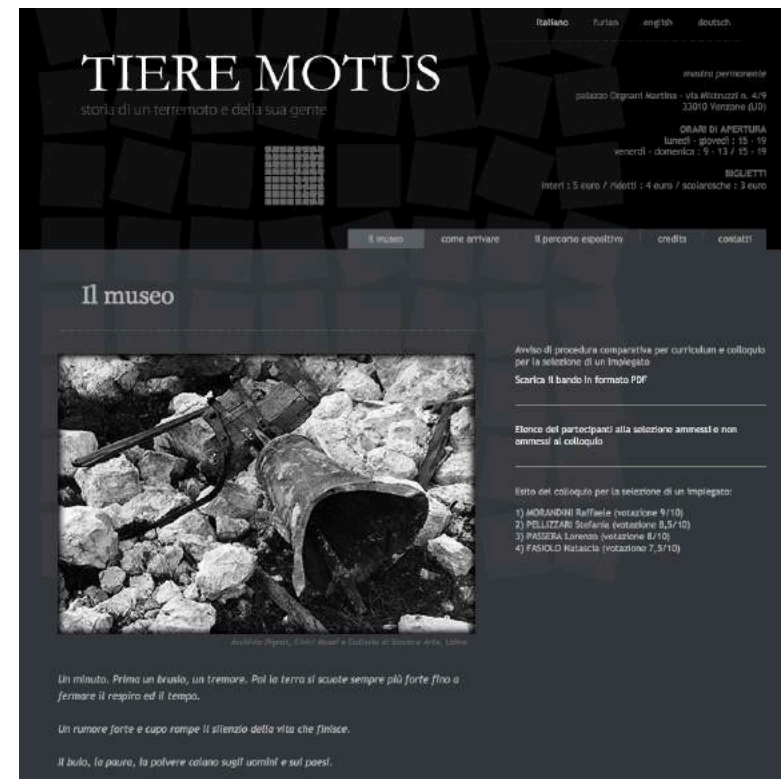 italiano furlan english deutsch
TIERE MOTUS
storia di un terremoto e della sua gente
mostra permanente
palazzo Orgnani Martina - via Mistruzzi n. 4/9
33010 Venzone (UD)
ORARI DI APERTURA
lunedì - giovedì : 15 - 19
venerdì - domenica : 9 - 13 / 15 - 19
BIGLIETTI
interi : 5 euro / ridotti : 4 euro / scolaresche : 3 euro
il museo come arrivare il percorso espositivo credits contatti
Il museo
Avviso di procedura comparativa per curriculum e colloquio
per la selezione di un impiegato
Scarica il bando in formato PDF
Elenco dei partecipanti alla selezione ammessi e non
ammessi al colloquio
Esito del colloquio per la selezione di un impiegato:
1) MORANDINI Raffaele (votazione 9/10)
2) PELLIZZARI Stefania (votazione 8,5/10)
3) PASSERA Lorenzo (votazione 8/10)
4) FASIOLO Natascia (votazione 7,5/10)
Civici Musei e Gallerie di Storia e Arte, Udine
Un minuto. Prima un brusio, un tremore. Poi la terra si scuote sempre più forte fino a
fermare il respiro ed il tempo.
Un rumore forte e cupo rompe il silenzio della vita che finisce.
Il buio, la paura, la polvere calano sugli uomini e sui paesi.